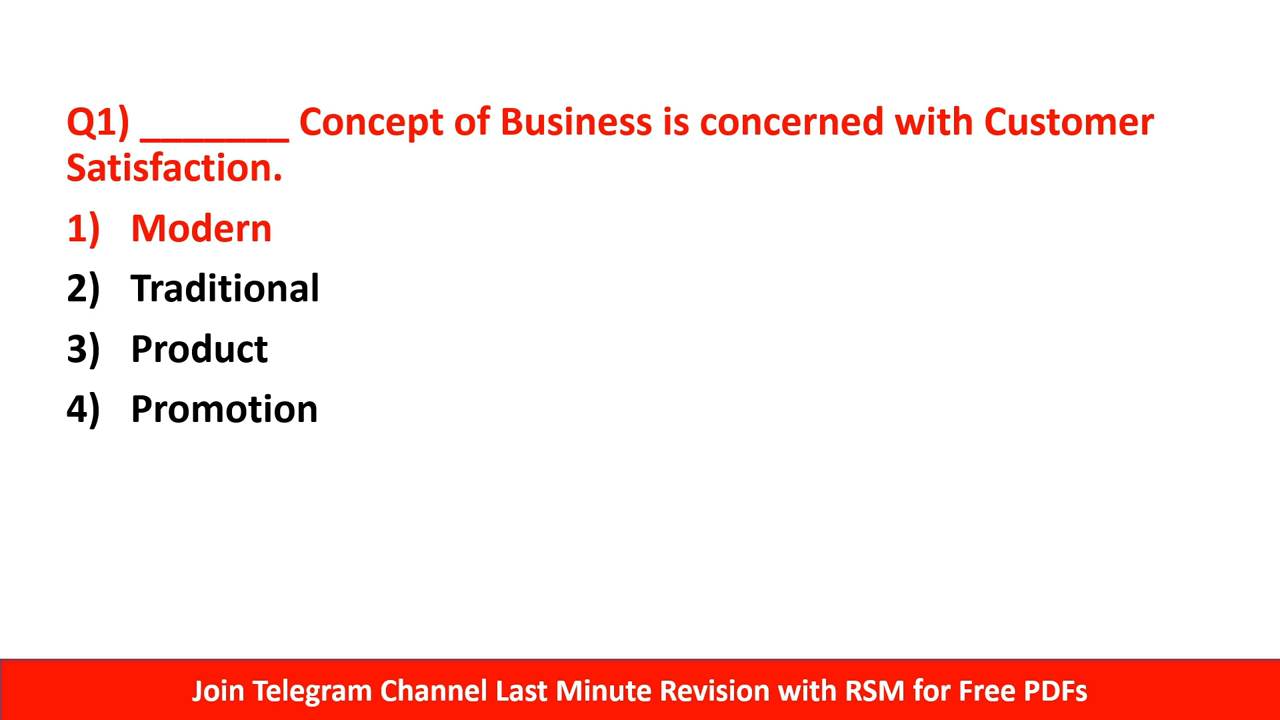 Q1) _______ Concept of Business is concerned with Customer
Satisfaction.
1) Modern
2) Traditional
3) Product
4) Promotion
Join Telegram Channel Last Minute Revision with RSM for Free PDFs